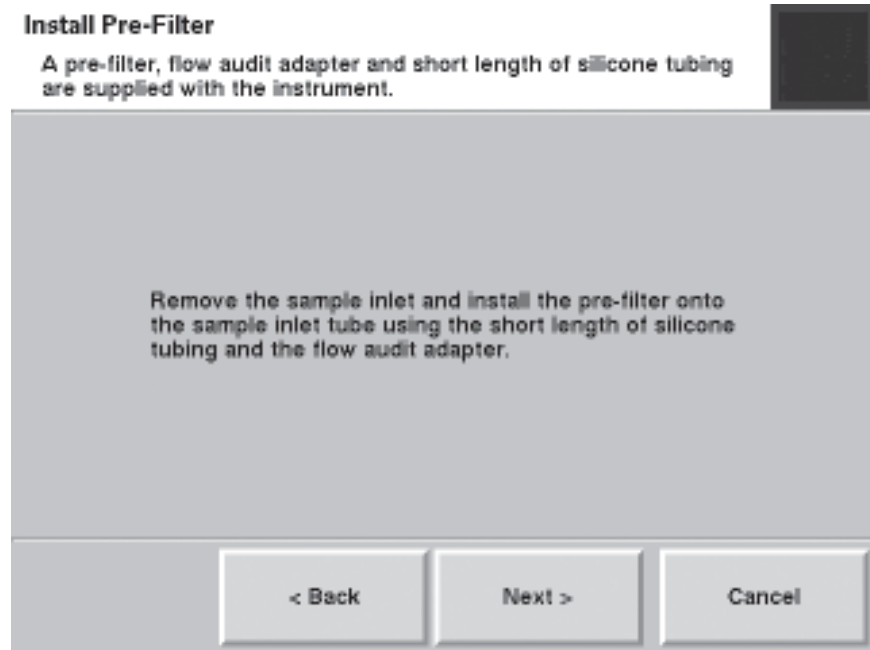 Install Pre-Filter
A pre-filter, flow audit adapter and short length of silicone tubing
are supplied with the instrument.
Remove the sample inlet and install the pre-filter onto
the sample inlet tube using the short length of silicone
tubing and the flow audit adapter.
< Back
Next >
Cancel